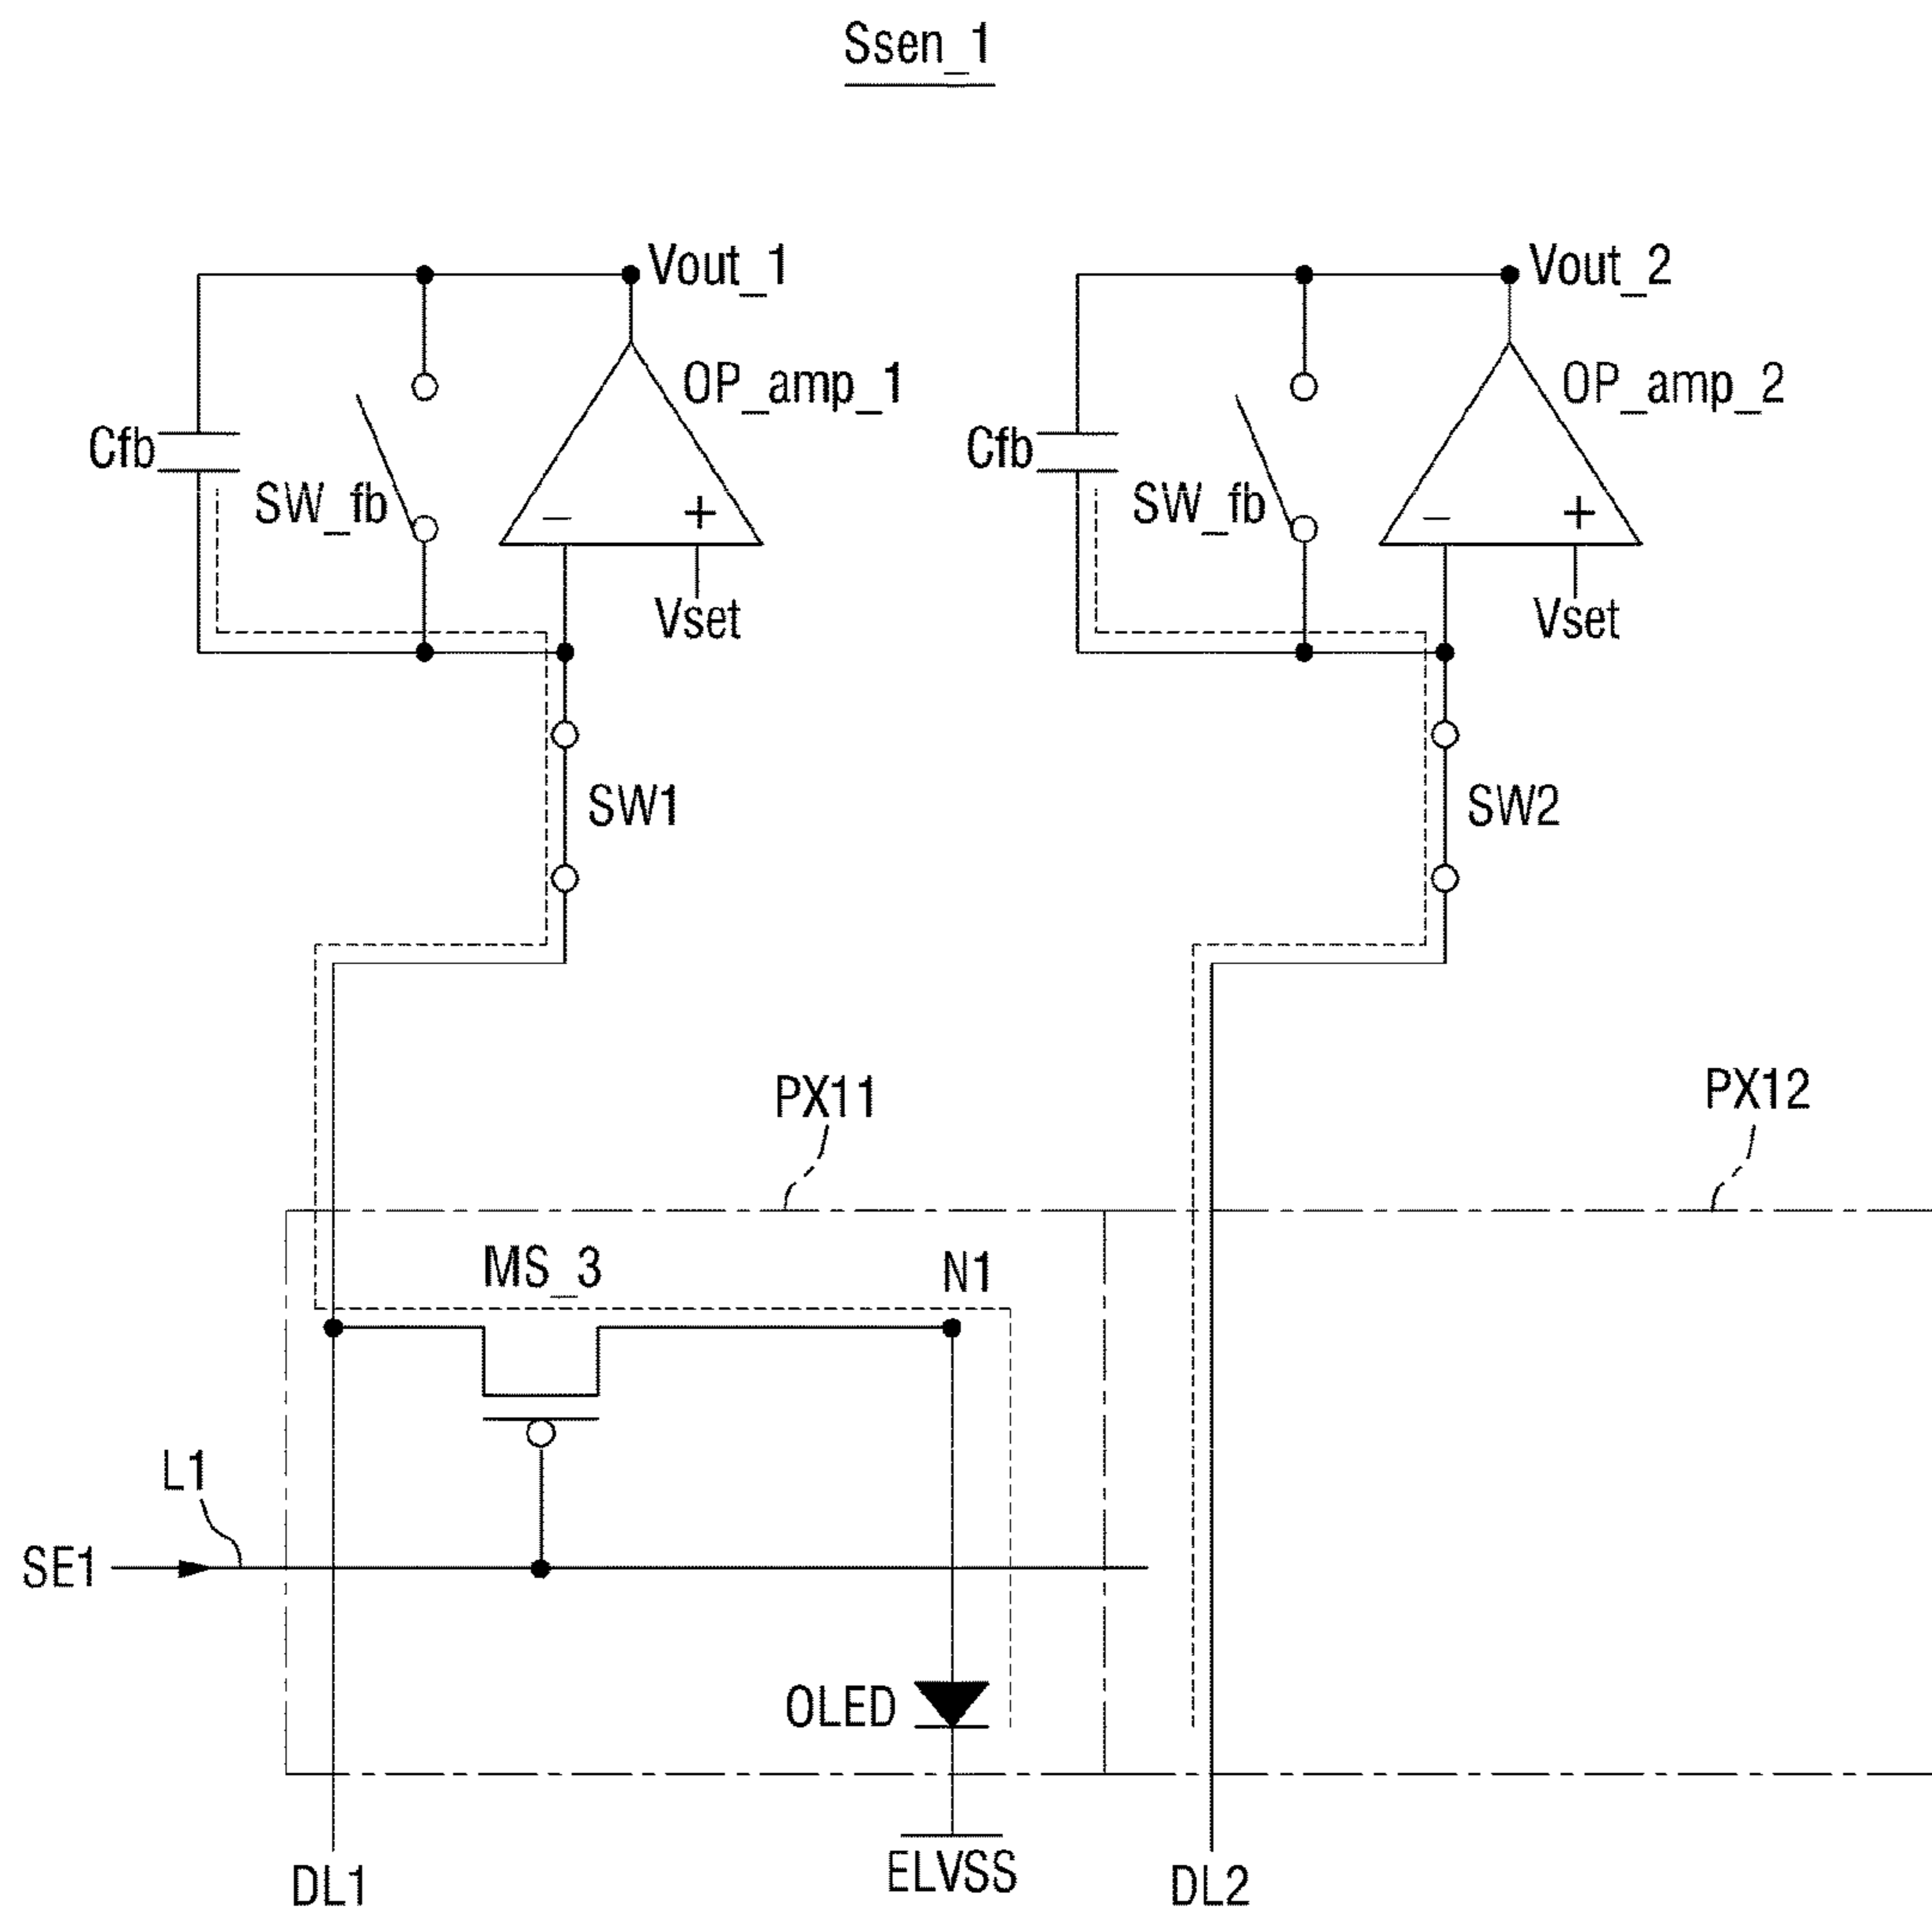 Ssen_1
Vout_1
Vout_2
OP_amp_1
OP_amp_2
Cfb
SW_fb
− +
Cfb
SW_fb
− +
Vset
Vset
SW1
SW2
PX11
PX12
MS_3
N1
L1
SE1
OLED
ELVSS
DL1
DL2